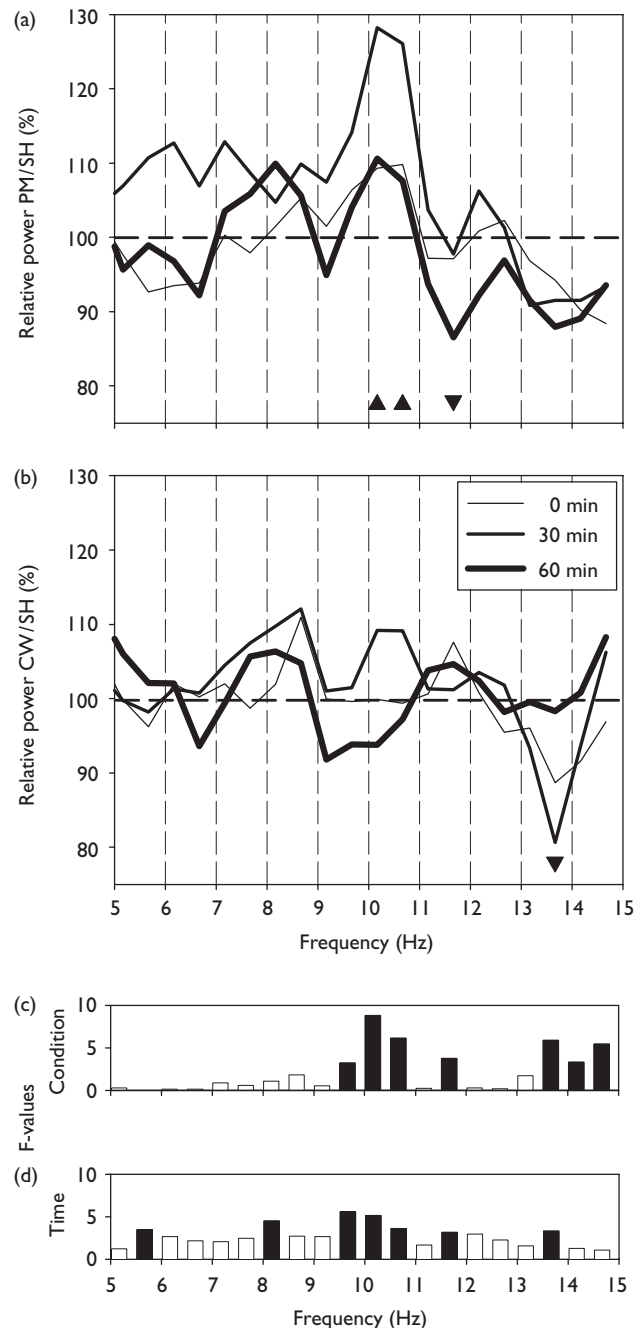 (a)
130
120
110
100
90
80
Relative power PM/SH (%)
(b)
130
120
110
100
90
80
Relative power CW/SH (%)
0 min
30 min
60 min
5 6 7 8 9 10 11 12 13 14 15
Frequency (Hz)
(c)
10
5
0
F-values
Condition
(d)
10
5
0
Time
5 6 7 8 9 10 11 12 13 14 15
Frequency (Hz)